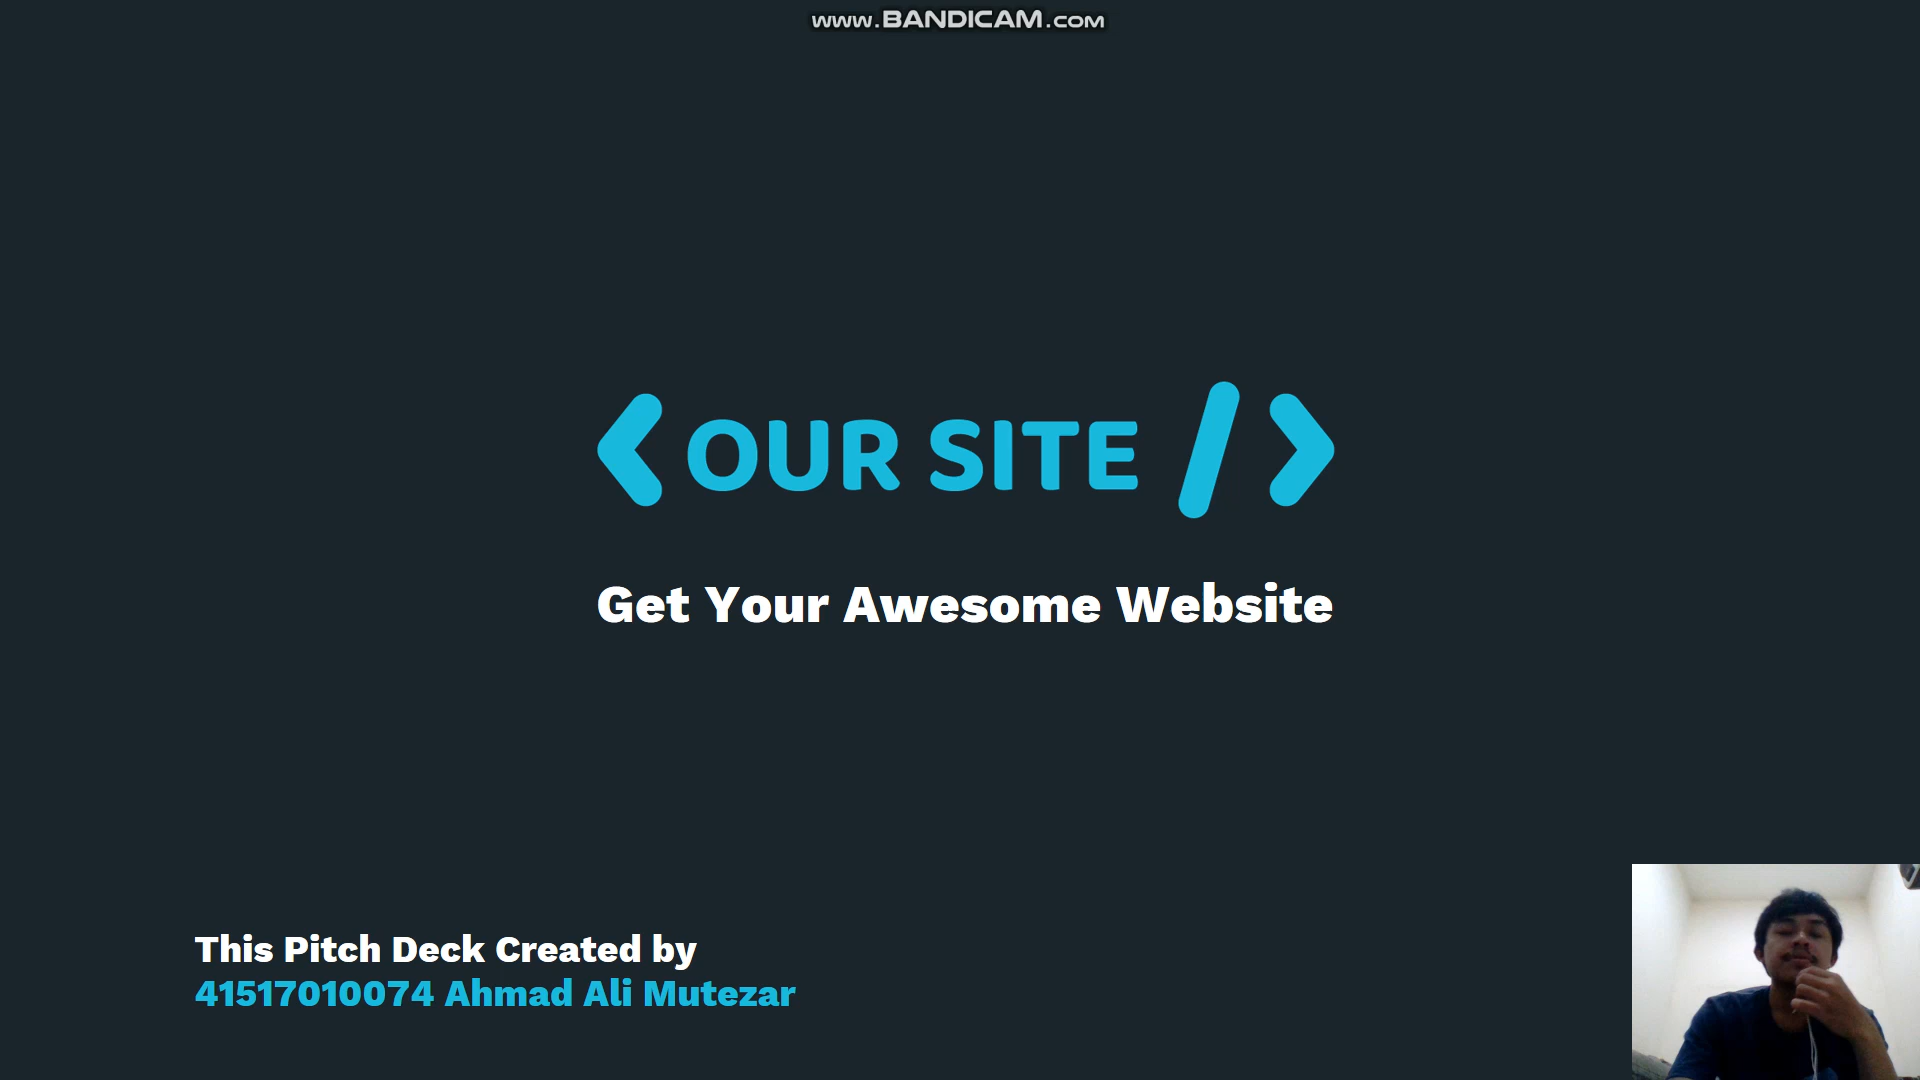 www.BANDICAM.com
< OUR SITE />
Get Your Awesome Website
This Pitch Deck Created by
41517010074 Ahmad Ali Mutezar